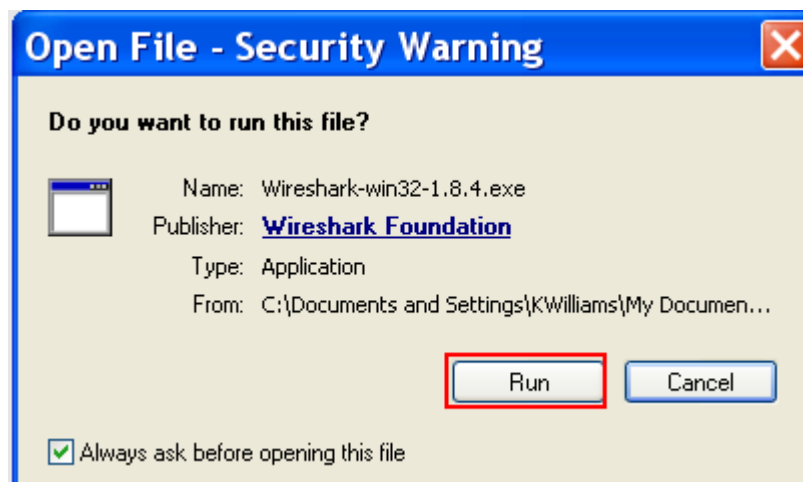 Open File - Security Warning
Do you want to run this file?
Name: Wireshark-win32-1.8.4.exe
Publisher: Wireshark Foundation
Type: Application
From: C:\Documents and Settings\KWilliams\My Documen...
Run Cancel
Always ask before opening this file